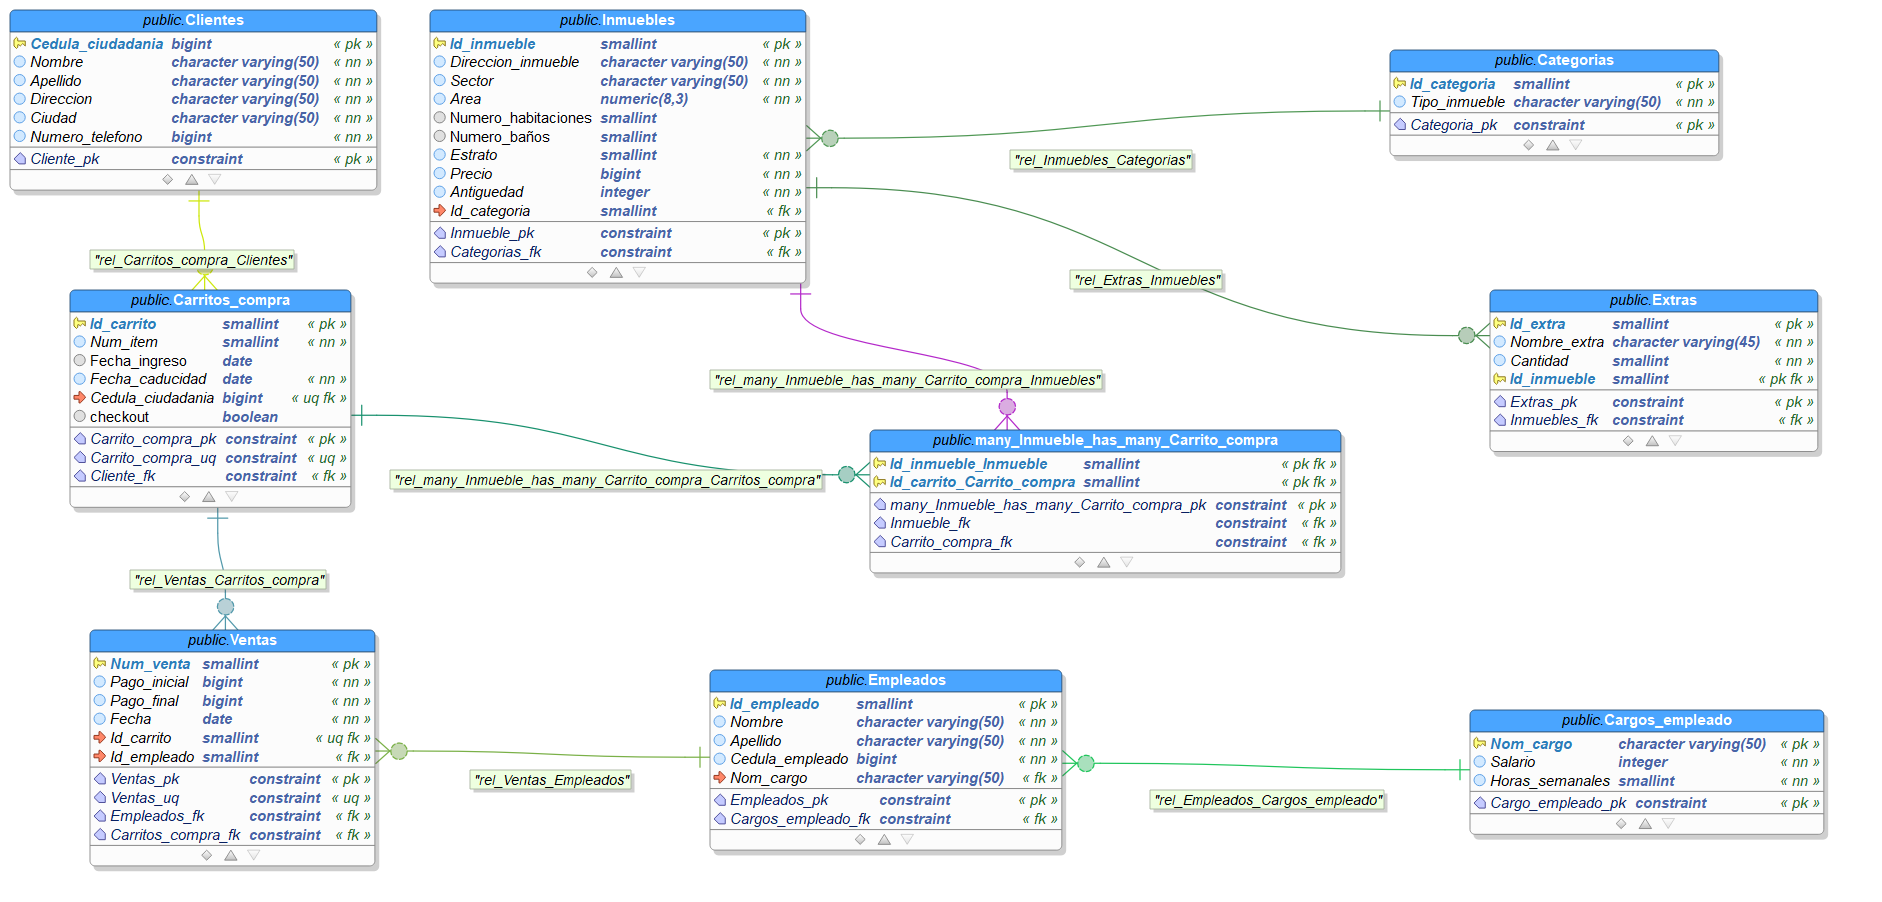 public.Clientes
Cedula_ciudadania bigint « pk »
Nombre character varying(50) « nn »
Apellido character varying(50) « nn »
Direccion character varying(50) « nn »
Ciudad character varying(50) « nn »
Numero_telefono bigint « nn »
Cliente_pk constraint « pk »
public.Inmuebles
Id_inmueble smallint « pk »
Direccion_inmueble character varying(50) « nn »
Sector character varying(50) « nn »
Area numeric(8,3) « nn »
Numero_habitaciones smallint
Numero_baños smallint
Estrato smallint « nn »
Precio bigint « nn »
Antiguedad integer « nn »
Id_categoria smallint « fk »
Inmueble_pk constraint « pk »
Categorias_fk constraint « fk »
public.Categorias
Id_categoria smallint « pk »
Tipo_inmueble character varying(50) « nn »
Categoria_pk constraint « pk »
"rel_Inmuebles_Categorias"
"rel_Carritos_compra_Clientes"
"rel_Extras_Inmuebles"
public.Carritos_compra
Id_carrito smallint « pk »
Num_item smallint « nn »
Fecha_ingreso date
Fecha_caducidad date « nn »
Cedula_ciudadania bigint « uq fk »
checkout boolean
Carrito_compra_pk constraint « pk »
Carrito_compra_uq constraint « uq »
Cliente_fk constraint « fk »
public.Extras
Id_extra smallint « pk »
Nombre_extra character varying(45) « nn »
Cantidad smallint « nn »
Id_inmueble smallint « pk fk »
Extras_pk constraint « pk »
Inmuebles_fk constraint « fk »
"rel_many_Inmueble_has_many_Carrito_compra_Inmuebles"
"rel_many_Inmueble_has_many_Carrito_compra_Carritos_compra"
public.many_Inmueble_has_many_Carrito_compra
Id_inmueble_Inmueble smallint « pk fk »
Id_carrito_Carrito_compra smallint « pk fk »
many_Inmueble_has_many_Carrito_compra_pk constraint « pk »
Inmueble_fk constraint « fk »
Carrito_compra_fk constraint « fk »
"rel_Ventas_Carritos_compra"
public.Ventas
Num_venta smallint « pk »
Pago_inicial bigint « nn »
Pago_final bigint « nn »
Fecha date « nn »
Id_carrito smallint « uq fk »
Id_empleado smallint « fk »
Ventas_pk constraint « pk »
Ventas_uq constraint « uq »
Empleados_fk constraint « fk »
Carritos_compra_fk constraint « fk »
"rel_Ventas_Empleados"
public.Empleados
Id_empleado smallint « pk »
Nombre character varying(50) « nn »
Apellido character varying(50) « nn »
Cedula_empleado bigint « nn »
Nom_cargo character varying(50) « fk »
Empleados_pk constraint « pk »
Cargos_empleado_fk constraint « fk »
"rel_Empleados_Cargos_empleado"
public.Cargos_empleado
Nom_cargo character varying(50) « pk »
Salario integer « nn »
Horas_semanales smallint « nn »
Cargo_empleado_pk constraint « pk »